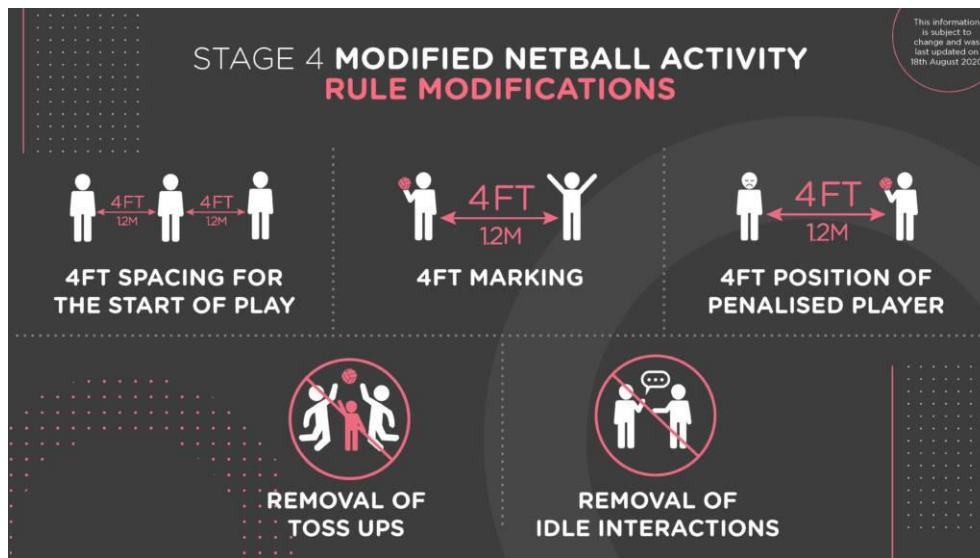 This information
is subject to
change and was
last updated on
18th August 2020
STAGE 4 MODIFIED NETBALL ACTIVITY
RULE MODIFICATIONS
4FT
1.2M
4FT
1.2M
4FT SPACING FOR
THE START OF PLAY
4FT
1.2M
4FT MARKING
4FT
1.2M
4FT POSITION OF
PENALISED PLAYER
REMOVAL OF
TOSS UPS
REMOVAL OF
IDLE INTERACTIONS